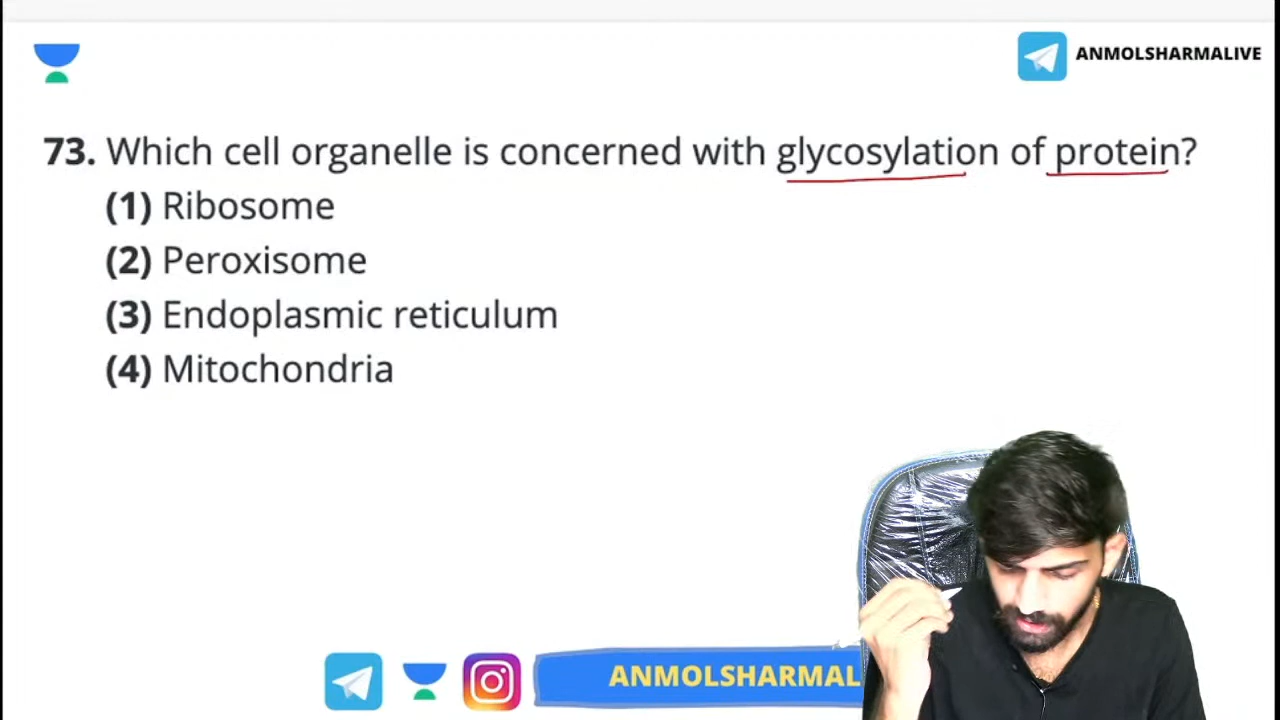 ANMOLSHARMALIVE
73. Which cell organelle is concerned with glycosylation of protein?
(1) Ribosome
(2) Peroxisome
(3) Endoplasmic reticulum
(4) Mitochondria
ANMOLSHARMAL